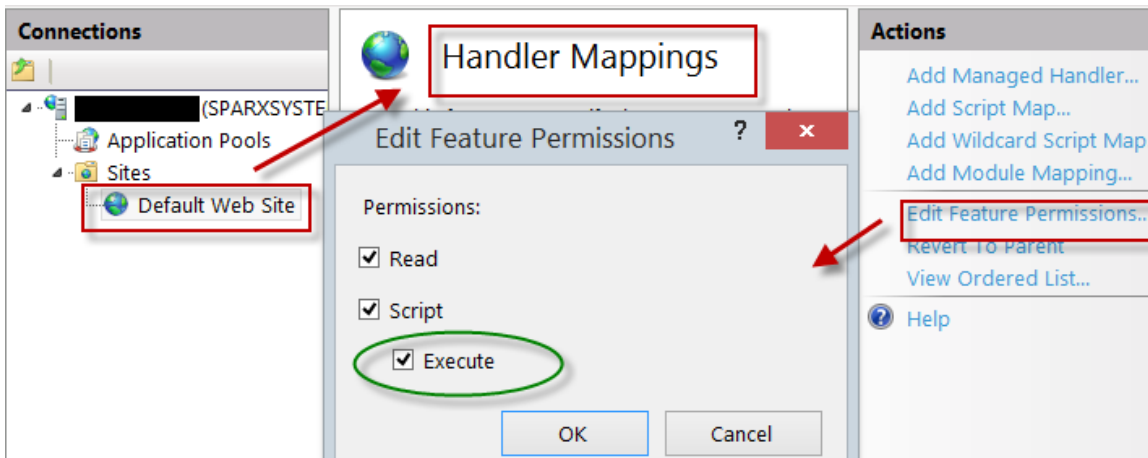 Connections
(SPARXSYSTE
Application Pools
Sites
Default Web Site
Handler Mappings
Edit Feature Permissions
?
x
Permissions:
Read
Script
Execute
OK
Cancel
Actions
Add Managed Handler...
Add Script Map...
Add Wildcard Script Map
Add Module Mapping...
Edit Feature Permissions...
Revert To Parent
View Ordered List...
Help